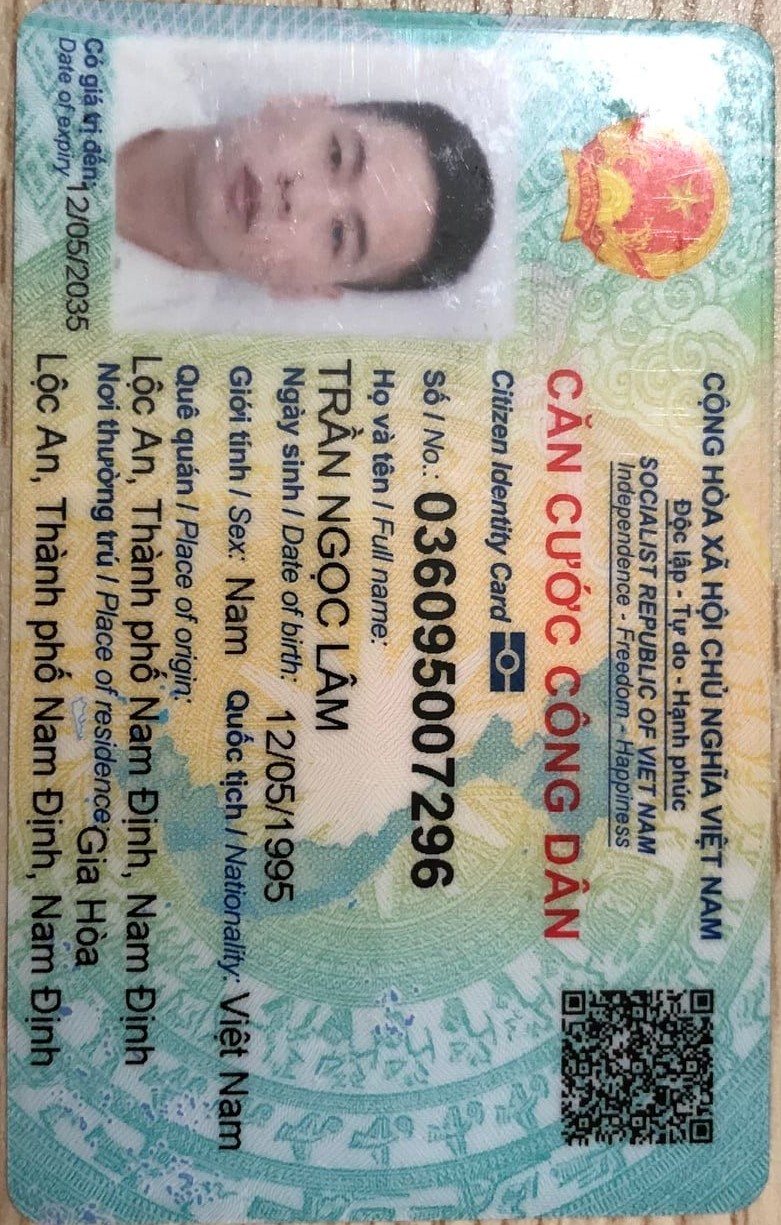 CỘNG HÒA XÃ HỘI CHỦ NGHĨA VIỆT NAM
Độc lập - Tự do - Hạnh phúc
SOCIALIST REPUBLIC OF VIET NAM
Independence - Freedom - Happiness
CĂN CƯỚC CÔNG DÂN
Citizen Identity Card
Số / No.: 036095007296
Họ và tên / Full name:
TRẦN NGỌC LÂM
Ngày sinh / Date of birth: 12/05/1995
Giới tính / Sex: Nam Quốc tịch / Nationality: Việt Nam
Quê quán / Place of origin:
Lộc An, Thành phố Nam Định, Nam Định
Nơi thường trú / Place of residence: Gia Hòa
Lộc An, Thành phố Nam Định, Nam Định
Có giá trị đến: 12/05/2035
Date of expiry